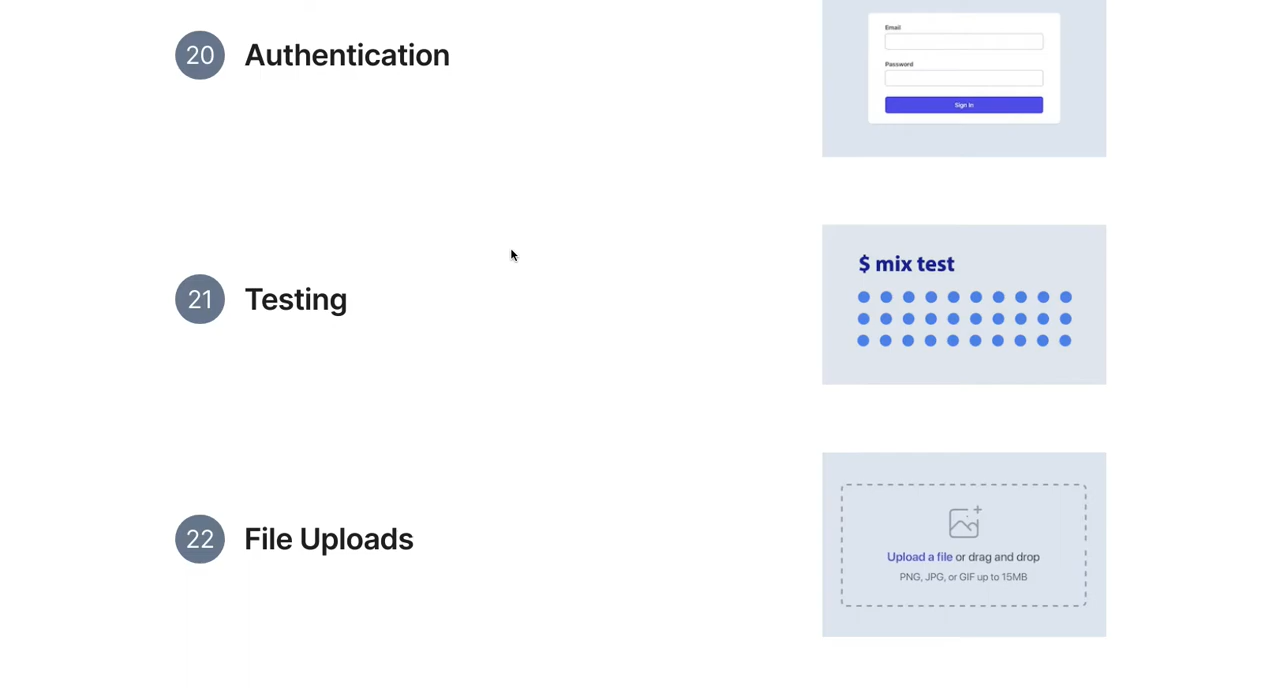 20 Authentication
Email
Password
Sign in
21 Testing
$ mix test
22 File Uploads
Upload a file or drag and drop
PNG, JPG, or GIF up to 15MB